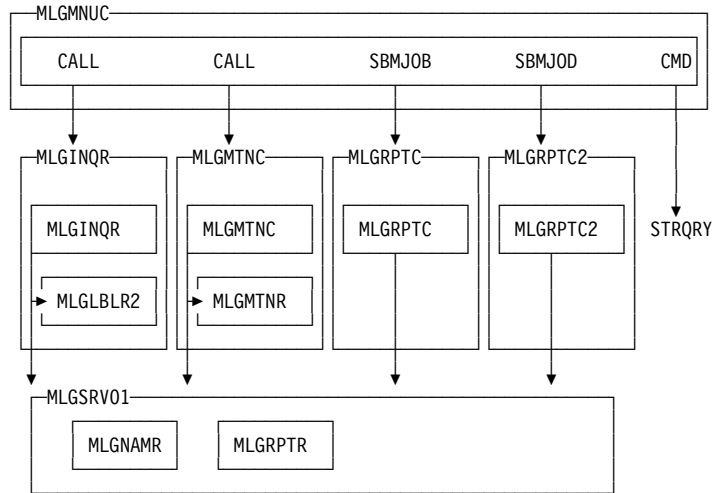 MLGMNUC
CALL CALL SBMJOB SBMJOD CMD
MLGINQR MLGMTNC MLGRPTC MLGRPTC2
MLGINQR MLGMTNC MLGRPTC MLGRPTC2 STRQRY
MLGLBLR2 MLGMTNR
MLGSRV01
MLGNAMR MLGRPTR